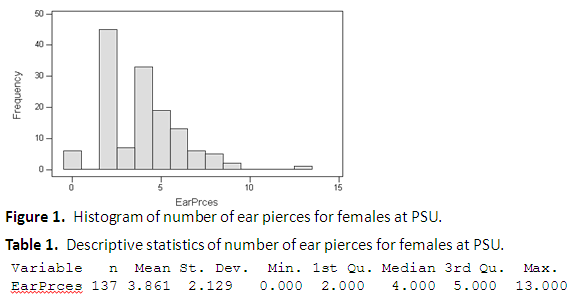 50
40
30
20
10
0
Frequency
0 5 10 15
EarPrces
Figure 1. Histogram of number of ear pierces for females at PSU.
Table 1. Descriptive statistics of number of ear pierces for females at PSU.
Variable n Mean St. Dev. Min. 1st Qu. Median 3rd Qu. Max.
EarPrces 137 3.861 2.129 0.000 2.000 4.000 5.000 13.000